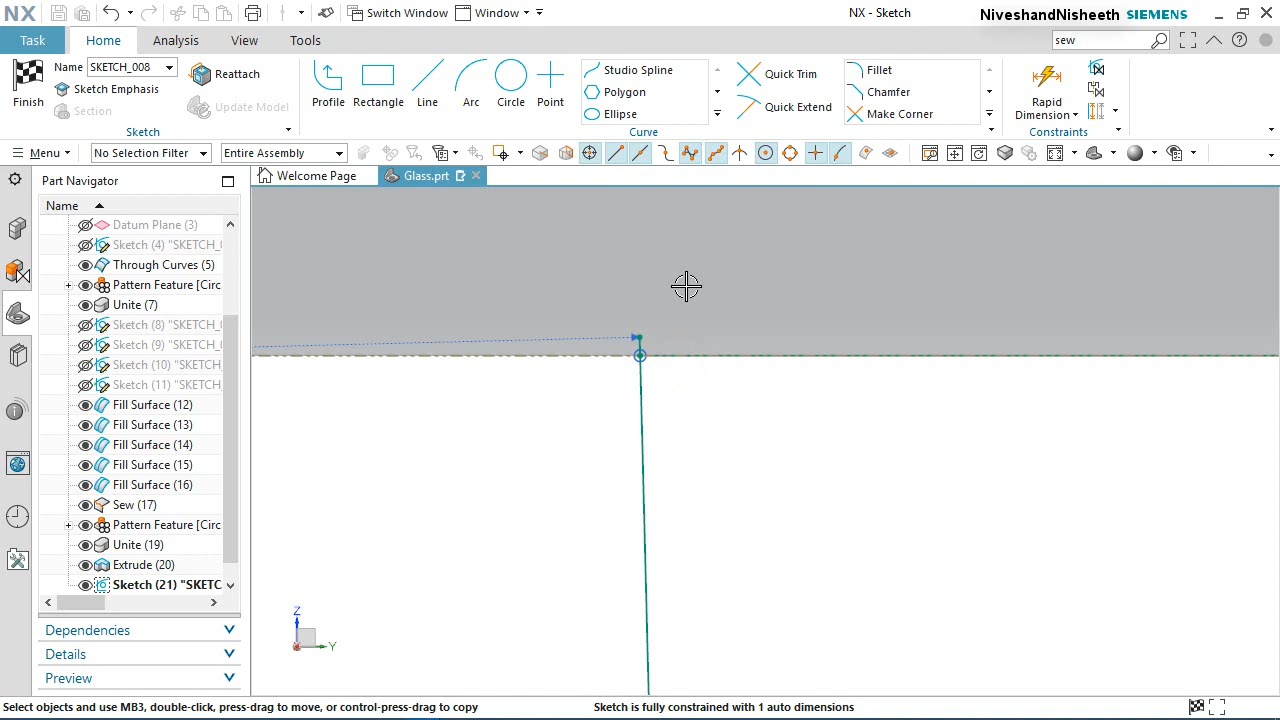 NX Switch Window Window NX - Sketch NiveshandNisheeth SIEMENS
Task Home Analysis View Tools sew
Name SKETCH_008 Reattach
Sketch Emphasis
Section Update Model
Finish
Sketch
Profile Rectangle Line Arc Circle Point
Studio Spline
Polygon
Ellipse
Quick Trim
Quick Extend
Fillet
Chamfer
Make Corner
Curve
Rapid
Dimension
Constraints
Menu No Selection Filter Entire Assembly
Part Navigator
Welcome Page Glass.prt
Name
Datum Plane (3)
Sketch (4) "SKETCH_0
Through Curves (5)
Pattern Feature [Circ
Unite (7)
Sketch (8) "SKETCH_0
Sketch (9) "SKETCH_0
Sketch (10) "SKETCH_
Sketch (11) "SKETCH_
Fill Surface (12)
Fill Surface (13)
Fill Surface (14)
Fill Surface (15)
Fill Surface (16)
Sew (17)
Pattern Feature [Circ
Unite (19)
Extrude (20)
Sketch (21) "SKETC
Dependencies
Details
Preview
Z
Y
Select objects and use MB3, double-click, press-drag to move, or control-press-drag to copy Sketch is fully constrained with 1 auto dimensions